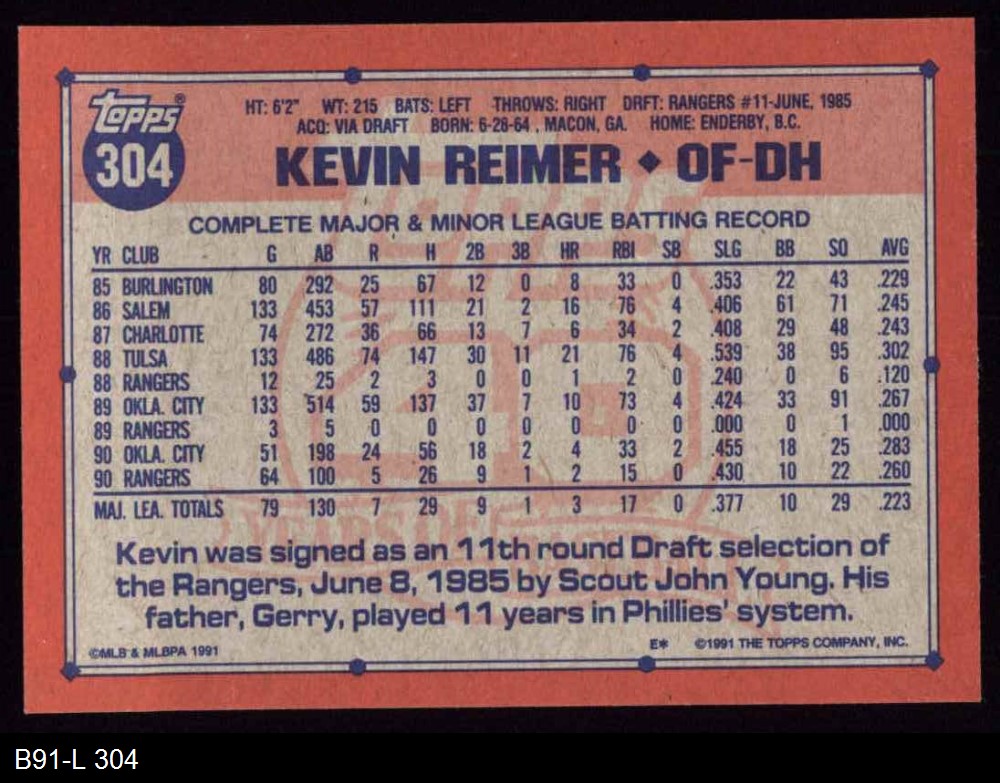 topps®
304
HT: 6'2" WT: 215 BATS: LEFT THROWS: RIGHT DRFT: RANGERS #11-JUNE, 1985
ACQ: VIA DRAFT BORN: 6-28-64 , MACON, GA. HOME: ENDERBY, B.C.
KEVIN REIMER ◆ OF-DH
COMPLETE MAJOR & MINOR LEAGUE BATTING RECORD
YR CLUB G AB R H 2B 3B HR RBI SB SLG BB SO AVG
85 BURLINGTON 80 292 25 67 12 0 8 33 0 .353 22 43 .229
86 SALEM 133 453 57 111 21 2 16 76 4 .406 61 71 .245
87 CHARLOTTE 74 272 36 66 13 7 6 34 2 .408 29 48 .243
88 TULSA 133 486 74 147 30 11 21 76 4 .539 38 95 .302
88 RANGERS 12 25 2 3 0 0 1 2 0 .240 0 6 .120
89 OKLA. CITY 133 514 59 137 37 7 10 73 4 .424 33 91 .267
89 RANGERS 3 5 0 0 0 0 0 0 0 .000 0 1 .000
90 OKLA. CITY 51 198 24 56 18 2 4 33 2 .455 18 25 .283
90 RANGERS 64 100 5 26 9 1 2 15 0 .430 10 22 .260
MAJ. LEA. TOTALS 79 130 7 29 9 1 3 17 0 .377 10 29 .223
YEARS OF
Kevin was signed as an 11th round Draft selection of
the Rangers, June 8, 1985 by Scout John Young. His
father, Gerry, played 11 years in Phillies' system.
©MLB & MLBPA 1991 E* ©1991 THE TOPPS COMPANY, INC.
B91-L 304